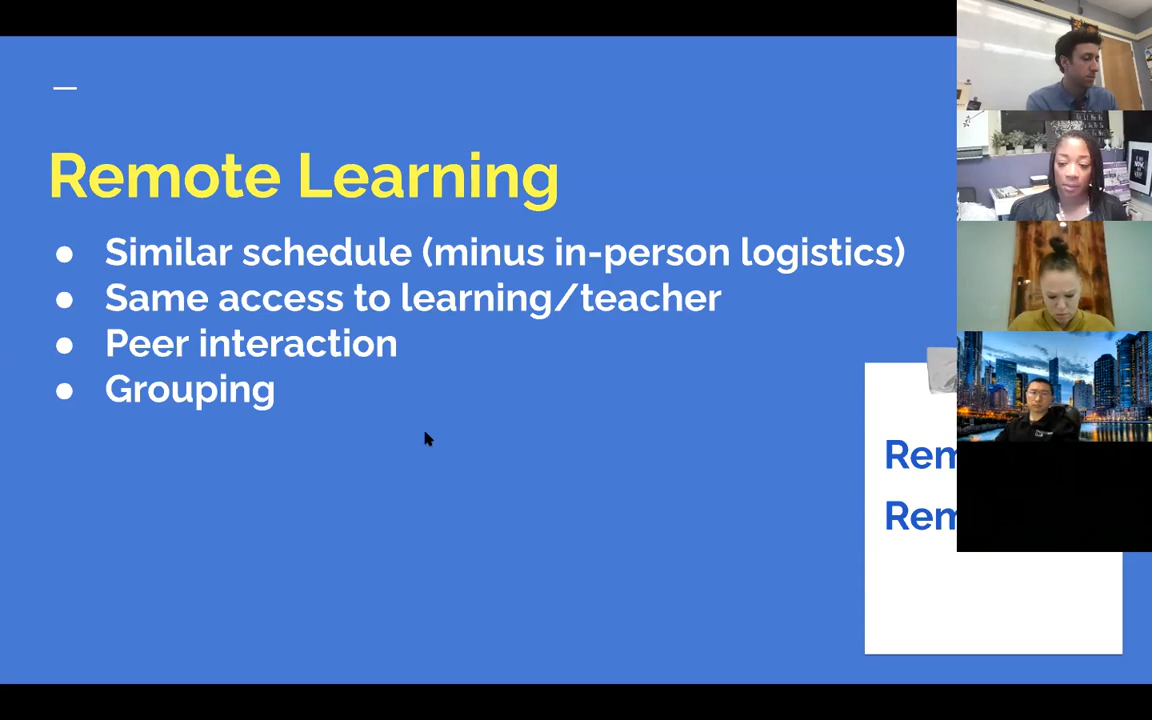 Remote Learning
● Similar schedule (minus in-person logistics)
● Same access to learning/teacher
● Peer interaction
● Grouping
Rem
Rem